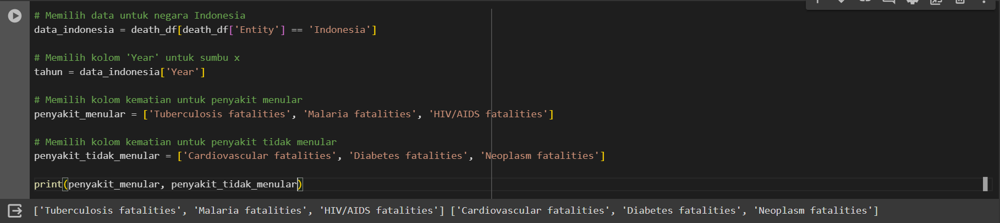 # Memilih data untuk negara Indonesia
data_indonesia = death_df[death_df['Entity'] == 'Indonesia']
# Memilih kolom 'Year' untuk sumbu x
tahun = data_indonesia['Year']
# Memilih kolom kematian untuk penyakit menular
penyakit_menular = ['Tuberculosis fatalities', 'Malaria fatalities', 'HIV/AIDS fatalities']
# Memilih kolom kematian untuk penyakit tidak menular
penyakit_tidak_menular = ['Cardiovascular fatalities', 'Diabetes fatalities', 'Neoplasm fatalities']
print(penyakit_menular, penyakit_tidak_menular)
['Tuberculosis fatalities', 'Malaria fatalities', 'HIV/AIDS fatalities'] ['Cardiovascular fatalities', 'Diabetes fatalities', 'Neoplasm fatalities']